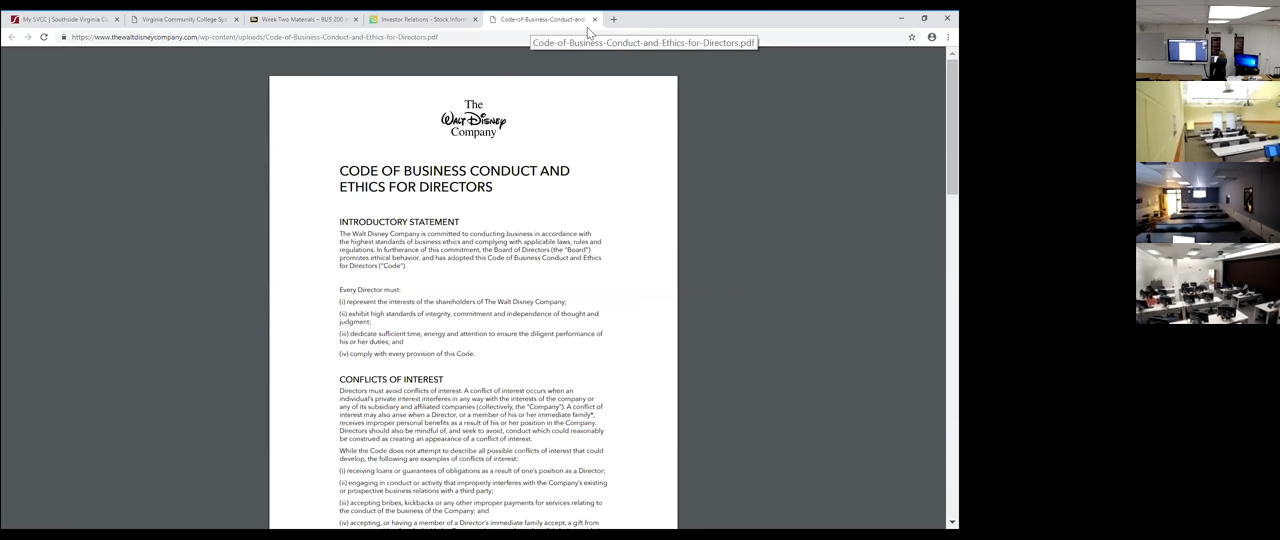 My SVCC | Southside Virginia C
Virginia Community College Sy
Week Two Materials – BUS 200 in
Investor Relations - Stock Inform
Code-of-Business-Conduct-and-
https://www.thewaltdisneycompany.com/wp-content/uploads/Code-of-Business-Conduct-and-Ethics-for-Directors.pdf
Code-of-Business-Conduct-and-Ethics-for-Directors.pdf
The
WALT DISNEY
Company
CODE OF BUSINESS CONDUCT AND
ETHICS FOR DIRECTORS
INTRODUCTORY STATEMENT
The Walt Disney Company is committed to conducting business in accordance with
the highest standards of business ethics and complying with applicable laws, rules and
regulations. In furtherance of this commitment, the Board of Directors (the "Board")
promotes ethical behavior, and has adopted this Code of Business Conduct and Ethics
for Directors ("Code").
Every Director must:
(i) represent the interests of the shareholders of The Walt Disney Company;
(ii) exhibit high standards of integrity, commitment and independence of thought and
judgment;
(iii) dedicate sufficient time, energy and attention to ensure the diligent performance of
his or her duties; and
(iv) comply with every provision of this Code.
CONFLICTS OF INTEREST
Directors must avoid conflicts of interest. A conflict of interest occurs when an
individual's private interest interferes in any way with the interests of the company or
any of its subsidiary and affiliated companies (collectively, the "Company"). A conflict of
interest may also arise when a Director, or a member of his or her immediate family*,
receives improper personal benefits as a result of his or her position in the Company.
Directors should also be mindful of, and seek to avoid, conduct which could reasonably
be construed as creating an appearance of a conflict of interest.
While the Code does not attempt to describe all possible conflicts of interest that could
develop, the following are examples of conflicts of interest:
(i) receiving loans or guarantees of obligations as a result of one's position as a Director;
(ii) engaging in conduct or activity that improperly interferes with the Company's existing
or prospective business relations with a third party;
(iii) accepting bribes, kickbacks or any other improper payments for services relating to
the conduct of the business of the Company; and
(iv) accepting, or having a member of a Director's immediate family accept, a gift from